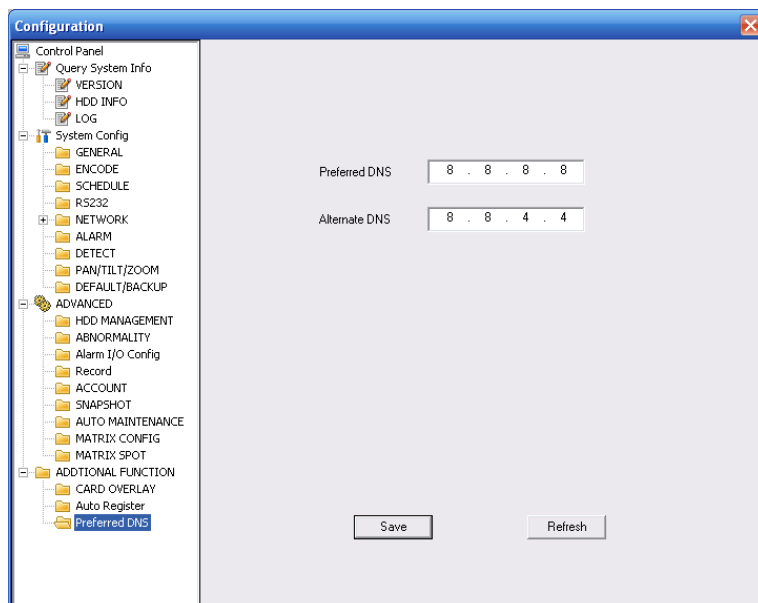 Configuration
Control Panel
Query System Info
VERSION
HDD INFO
LOG
System Config
GENERAL
ENCODE
SCHEDULE
RS232
NETWORK
ALARM
DETECT
PAN/TILT/ZOOM
DEFAULT/BACKUP
ADVANCED
HDD MANAGEMENT
ABNORMALITY
Alarm I/O Config
Record
ACCOUNT
SNAPSHOT
AUTO MAINTENANCE
MATRIX CONFIG
MATRIX SPOT
ADDTIONAL FUNCTION
CARD OVERLAY
Auto Register
Preferred DNS
Preferred DNS 8 . 8 . 8 . 8
Alternate DNS 8 . 8 . 4 . 4
Save Refresh